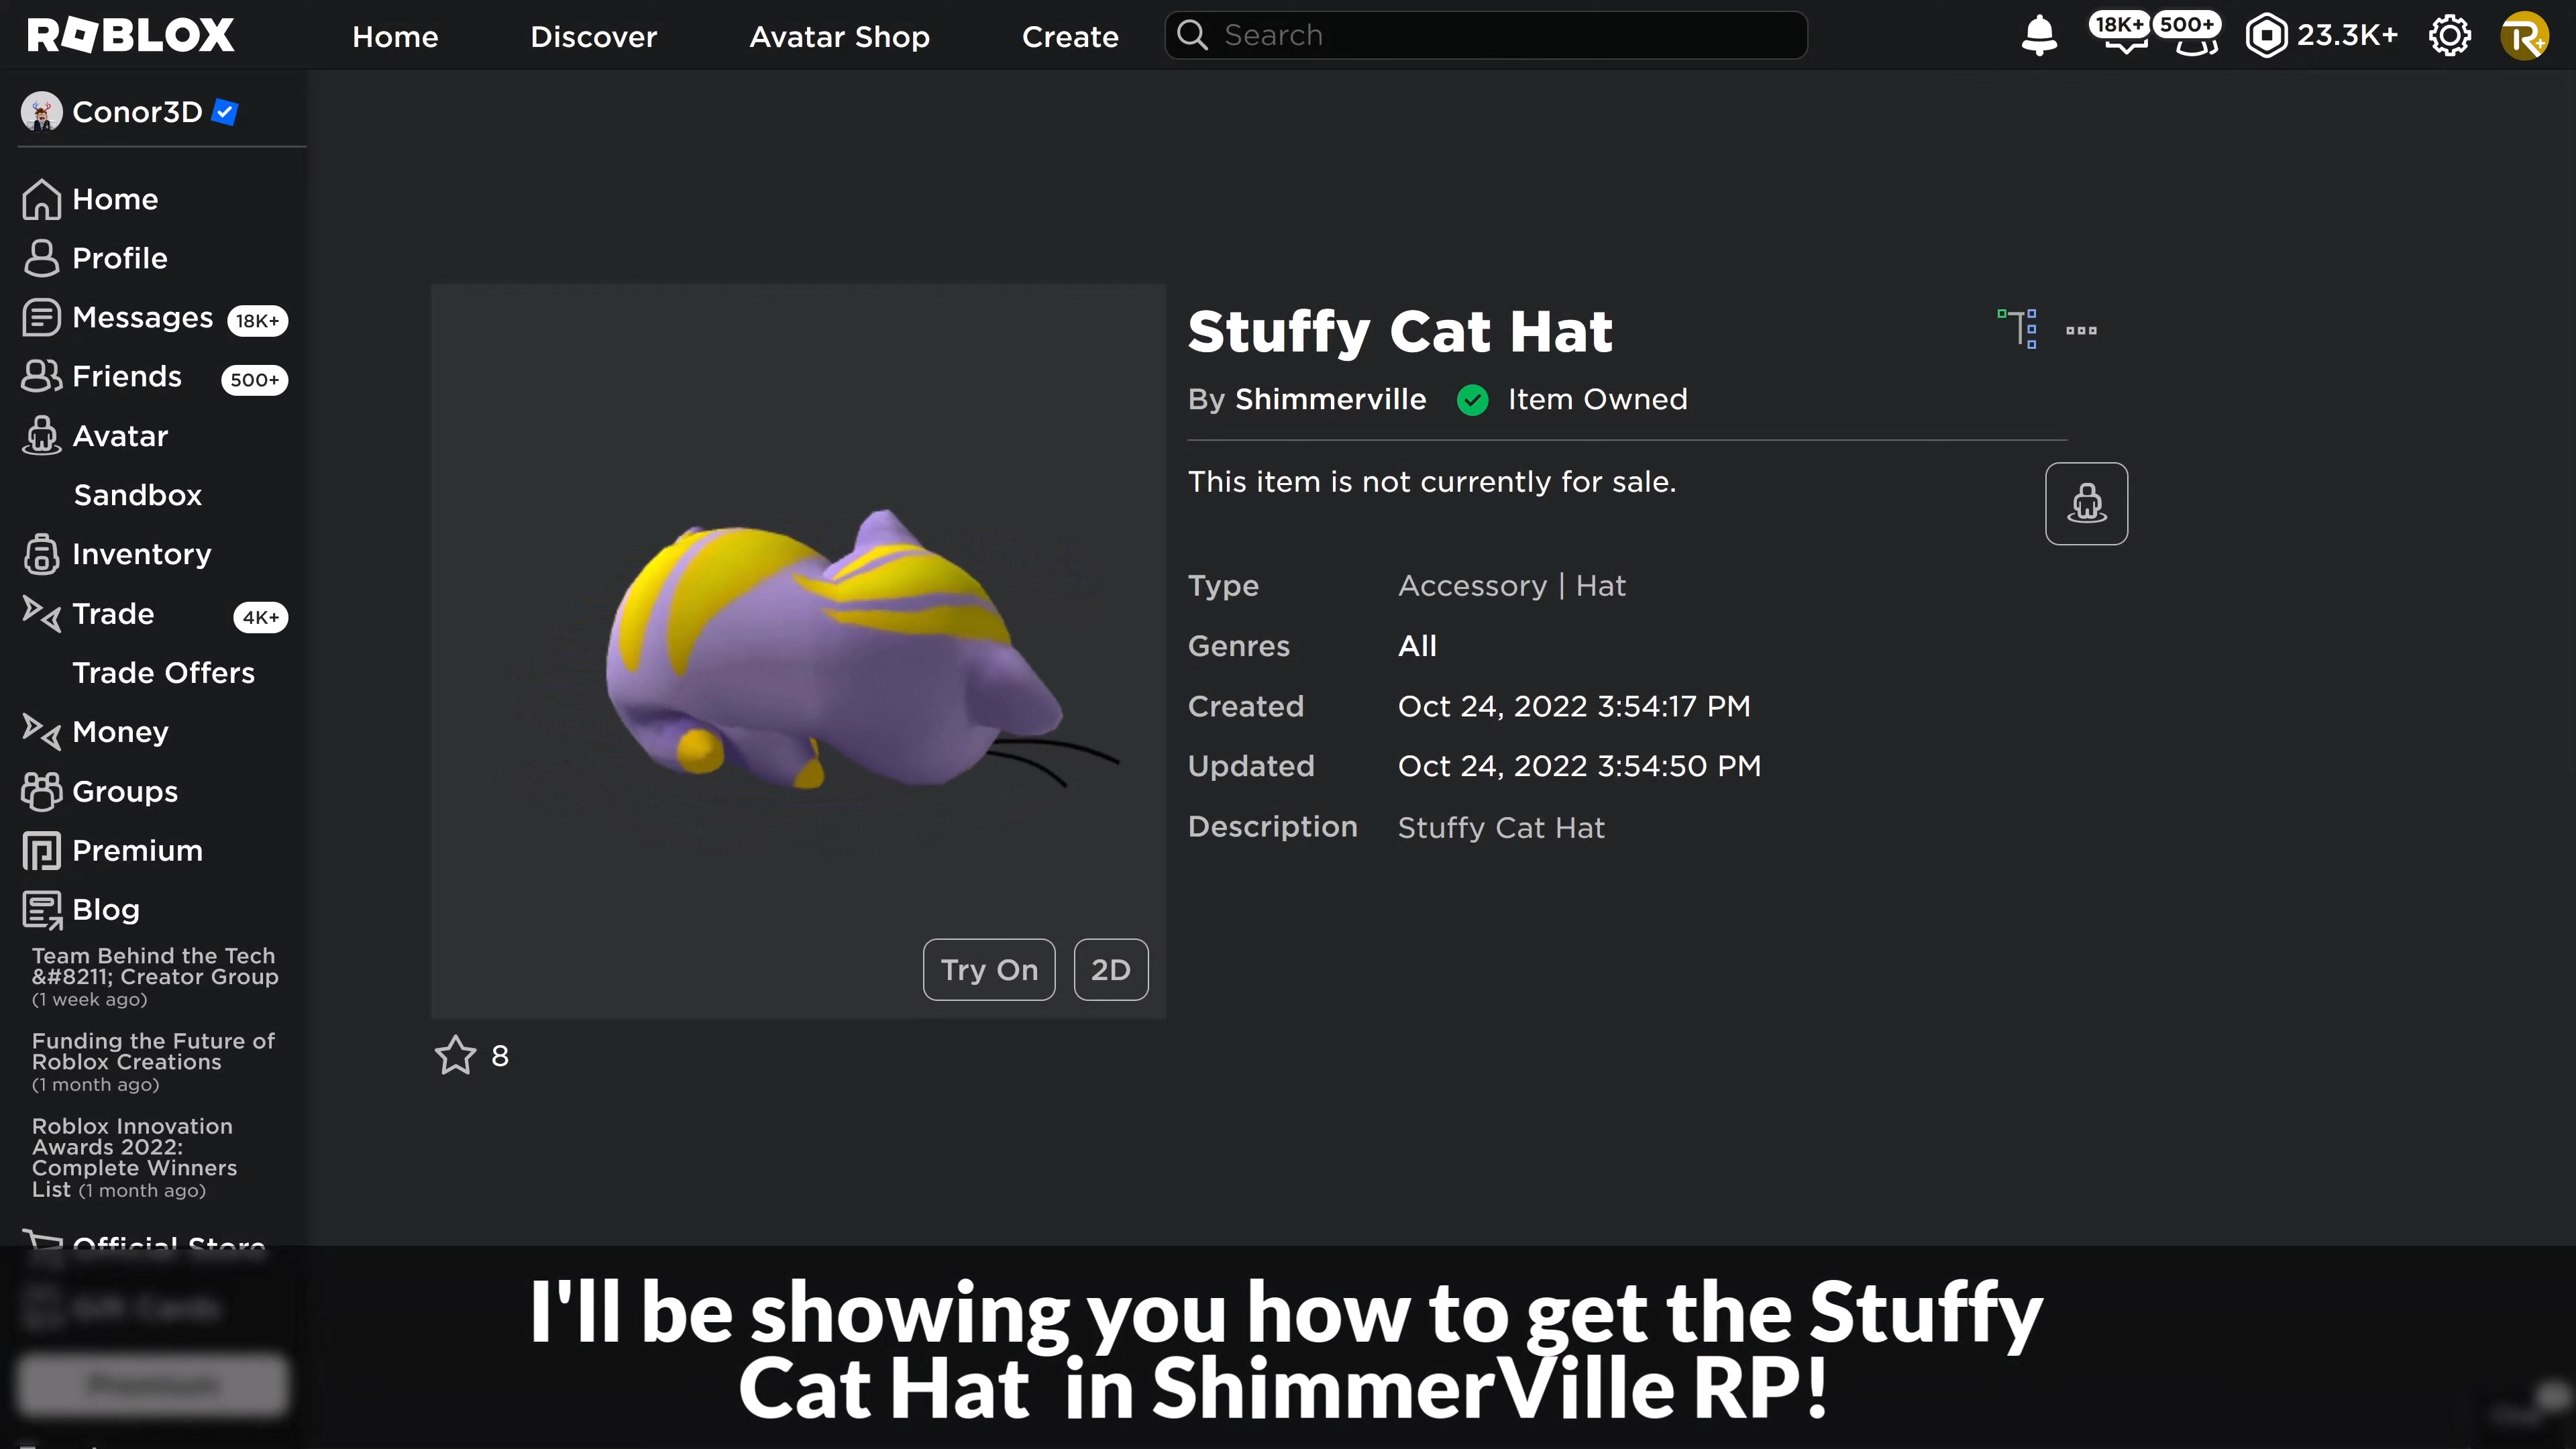 ROBLOX
Home
Discover
Avatar Shop
Create
Search
18K+
500+
23.3K+
Conor3D
Home
Profile
Messages 18K+
Friends 500+
Avatar
Sandbox
Inventory
Trade 4K+
Trade Offers
Money
Groups
Premium
Blog
Team Behind the Tech
&#8211; Creator Group
(1 week ago)
Funding the Future of
Roblox Creations
(1 month ago)
Roblox Innovation
Awards 2022:
Complete Winners
List (1 month ago)
Official Store
Gift Cards
Premium
Stuffy Cat Hat
By Shimmerville Item Owned
This item is not currently for sale.
Type Accessory | Hat
Genres All
Created Oct 24, 2022 3:54:17 PM
Updated Oct 24, 2022 3:54:50 PM
Description Stuffy Cat Hat
Try On
2D
8
I'll be showing you how to get the Stuffy
Cat Hat in ShimmerVille RP!